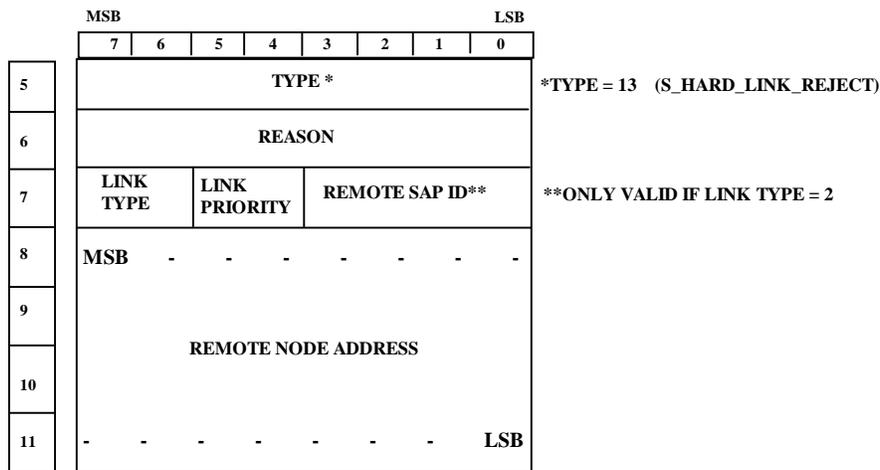 MSB LSB
7 6 5 4 3 2 1 0
5 TYPE * *TYPE = 13 (S_HARD_LINK_REJECT)
6 REASON
7 LINK TYPE LINK PRIORITY REMOTE SAP ID** **ONLY VALID IF LINK TYPE = 2
8 MSB - - - - - - -
9
REMOTE NODE ADDRESS
10
11 - - - - - - - LSB